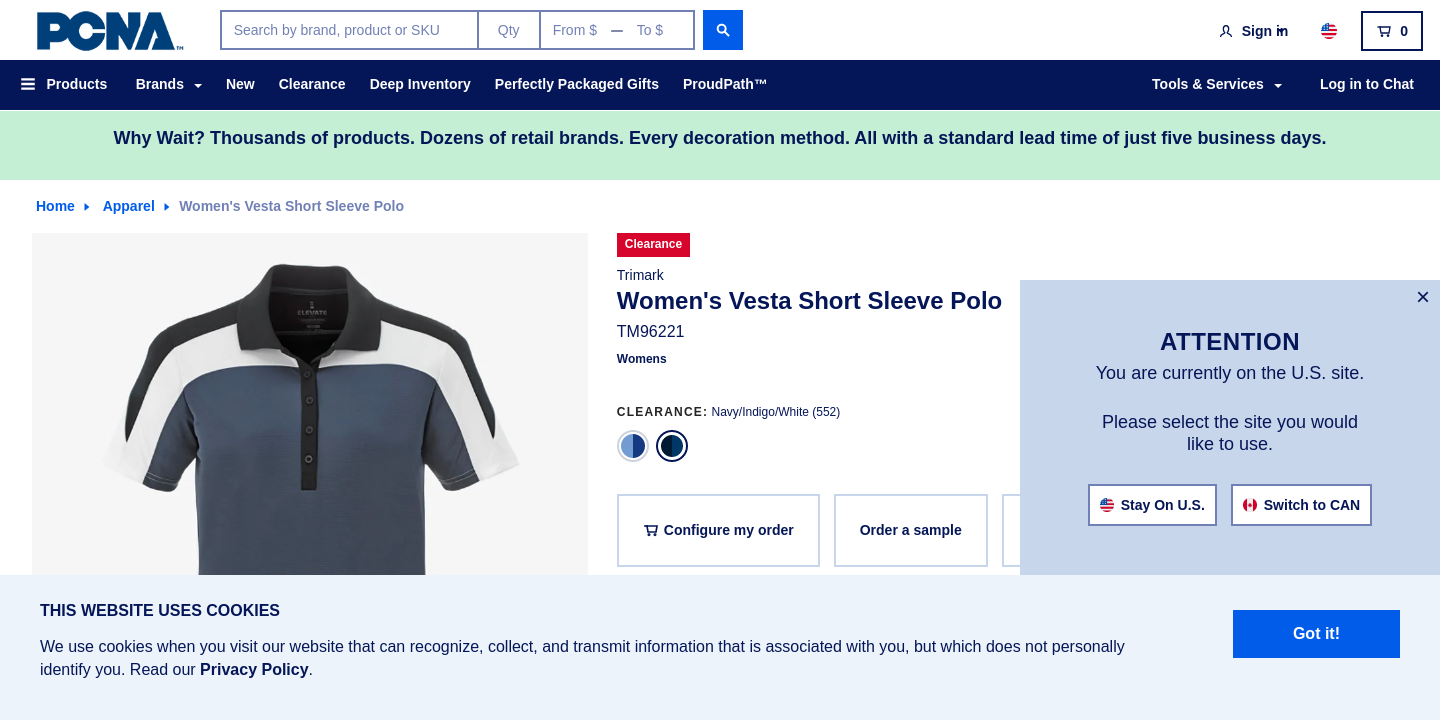 PCNA™
Search by brand, product or SKU
Qty
From $ — To $
Sign in
0
Products
Brands
New
Clearance
Deep Inventory
Perfectly Packaged Gifts
ProudPath™
Tools & Services
Log in to Chat
Why Wait? Thousands of products. Dozens of retail brands. Every decoration method. All with a standard lead time of just five business days.
Home
Apparel
Women's Vesta Short Sleeve Polo
ELEVATE
Clearance
Trimark
Women's Vesta Short Sleeve Polo
TM96221
Womens
CLEARANCE: Navy/Indigo/White (552)
Configure my order
Order a sample
×
ATTENTION
You are currently on the U.S. site.
Please select the site you would
like to use.
Stay On U.S.
Switch to CAN
THIS WEBSITE USES COOKIES
We use cookies when you visit our website that can recognize, collect, and transmit information that is associated with you, but which does not personally
identify you. Read our Privacy Policy.
Got it!